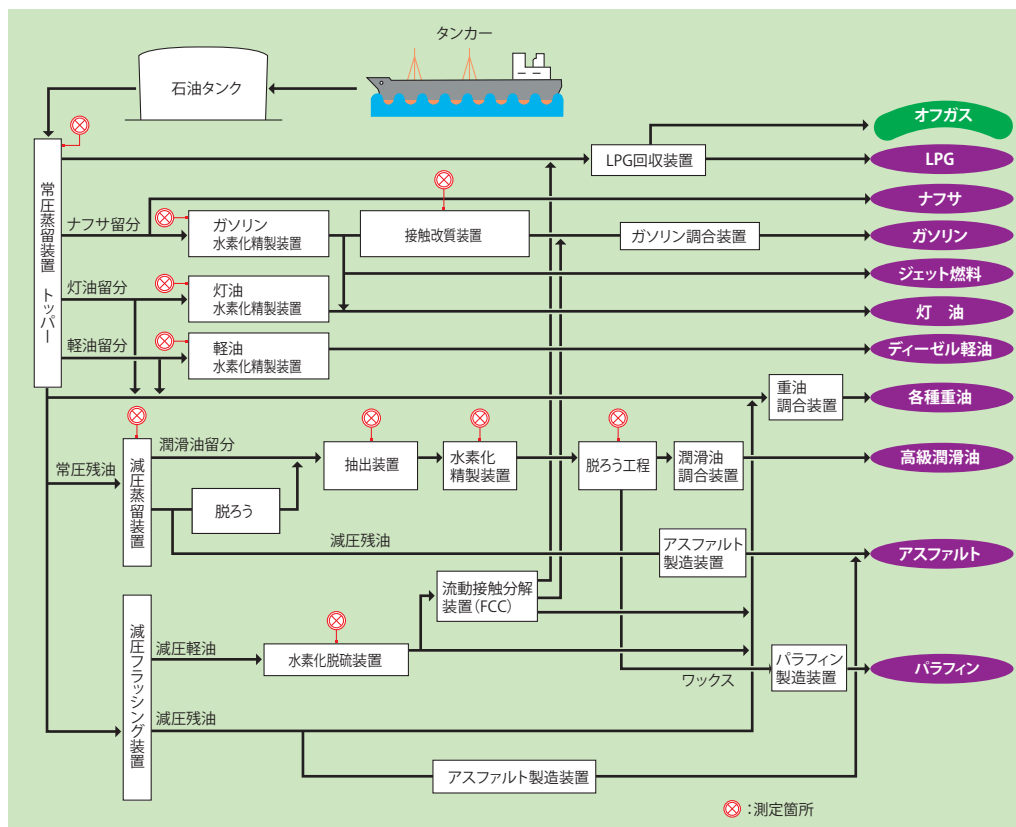 タンカー
石油タンク
オフガス
LPG回収装置
LPG
常圧蒸留装置 トッパー
ナフサ
ナフサ留分
ガソリン
水素化精製装置
接触改質装置
ガソリン調合装置
ガソリン
ジェット燃料
灯油留分
灯油
水素化精製装置
灯　油
軽油留分
軽油
水素化精製装置
ディーゼル軽油
重油
調合装置
各種重油
常圧残油
減圧蒸留装置
潤滑油留分
抽出装置
水素化
精製装置
脱ろう工程
潤滑油
調合装置
高級潤滑油
脱ろう
減圧残油
アスファルト
製造装置
アスファルト
流動接触分解
装置(FCC)
減圧フラッシング装置
減圧軽油
水素化脱硫装置
ワックス
パラフィン
製造装置
パラフィン
減圧残油
アスファルト製造装置
：測定箇所